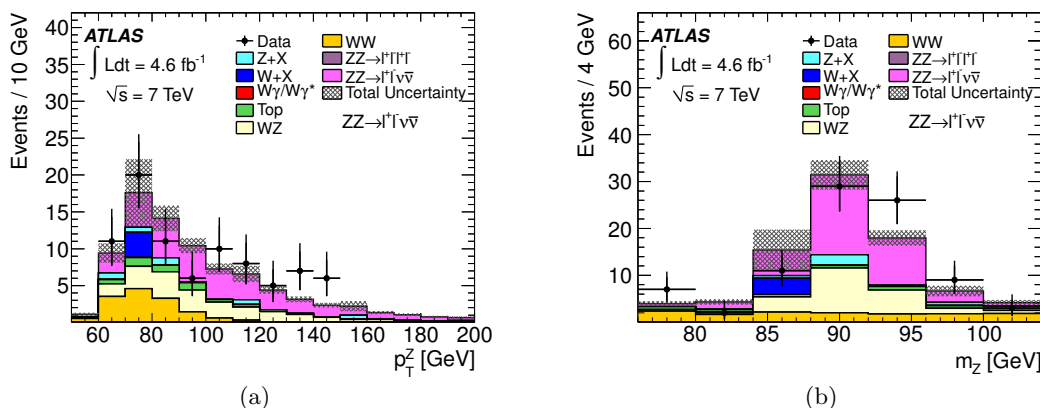 Events / 10 GeV
40
35
30
25
20
15
10
5
ATLAS
∫ Ldt = 4.6 fb⁻¹
√s = 7 TeV
Data
Z+X
W+X
Wγ/Wγ*
Top
WZ
WW
ZZ→l⁺l⁻l⁺l⁻
ZZ→l⁺l⁻νν̄
Total Uncertainty
ZZ→l⁺l⁻νν̄
60 80 100 120 140 160 180 200
p_T^Z [GeV]
(a)
Events / 4 GeV
60
50
40
30
20
10
ATLAS
∫ Ldt = 4.6 fb⁻¹
√s = 7 TeV
Data
Z+X
W+X
Wγ/Wγ*
Top
WZ
WW
ZZ→l⁺l⁻l⁺l⁻
ZZ→l⁺l⁻νν̄
Total Uncertainty
ZZ→l⁺l⁻νν̄
80 85 90 95 100
m_Z [GeV]
(b)